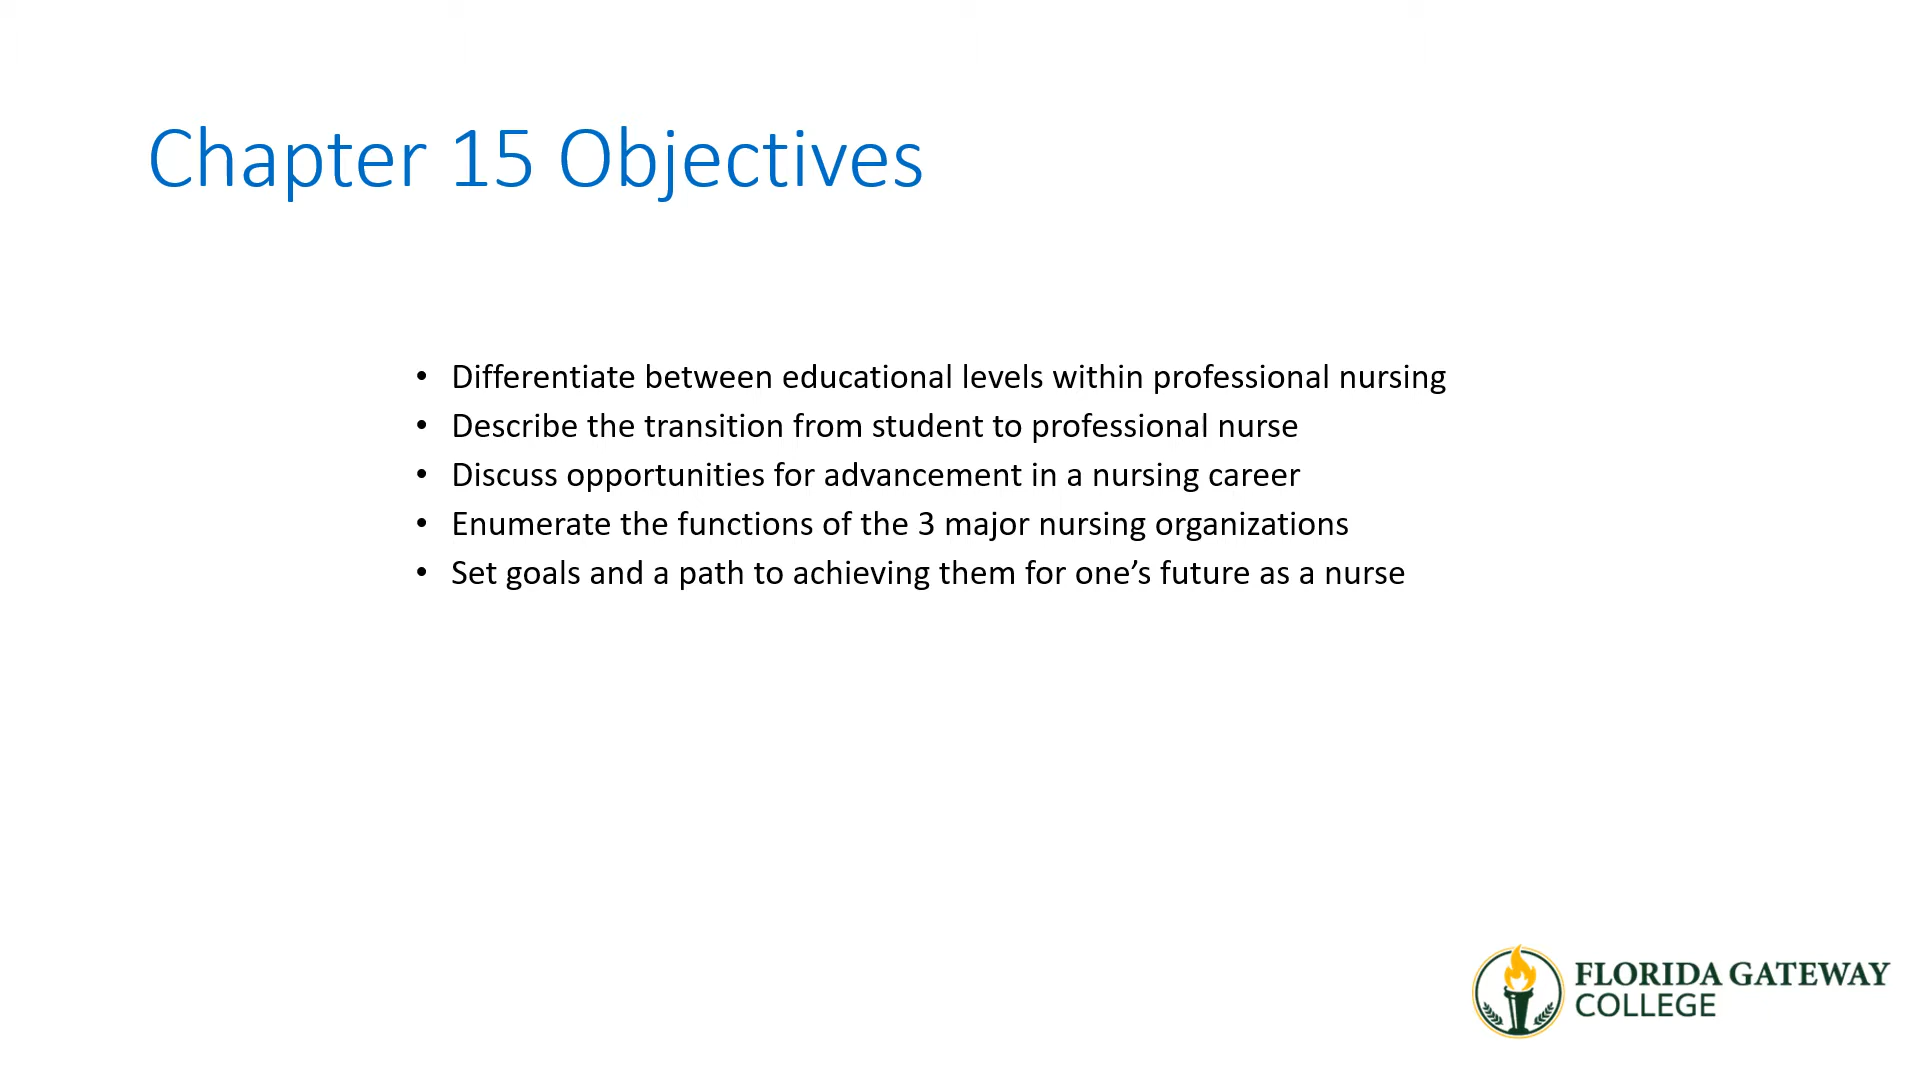 Chapter 15 Objectives
• Differentiate between educational levels within professional nursing
• Describe the transition from student to professional nurse
• Discuss opportunities for advancement in a nursing career
• Enumerate the functions of the 3 major nursing organizations
• Set goals and a path to achieving them for one’s future as a nurse
FLORIDA GATEWAY
COLLEGE